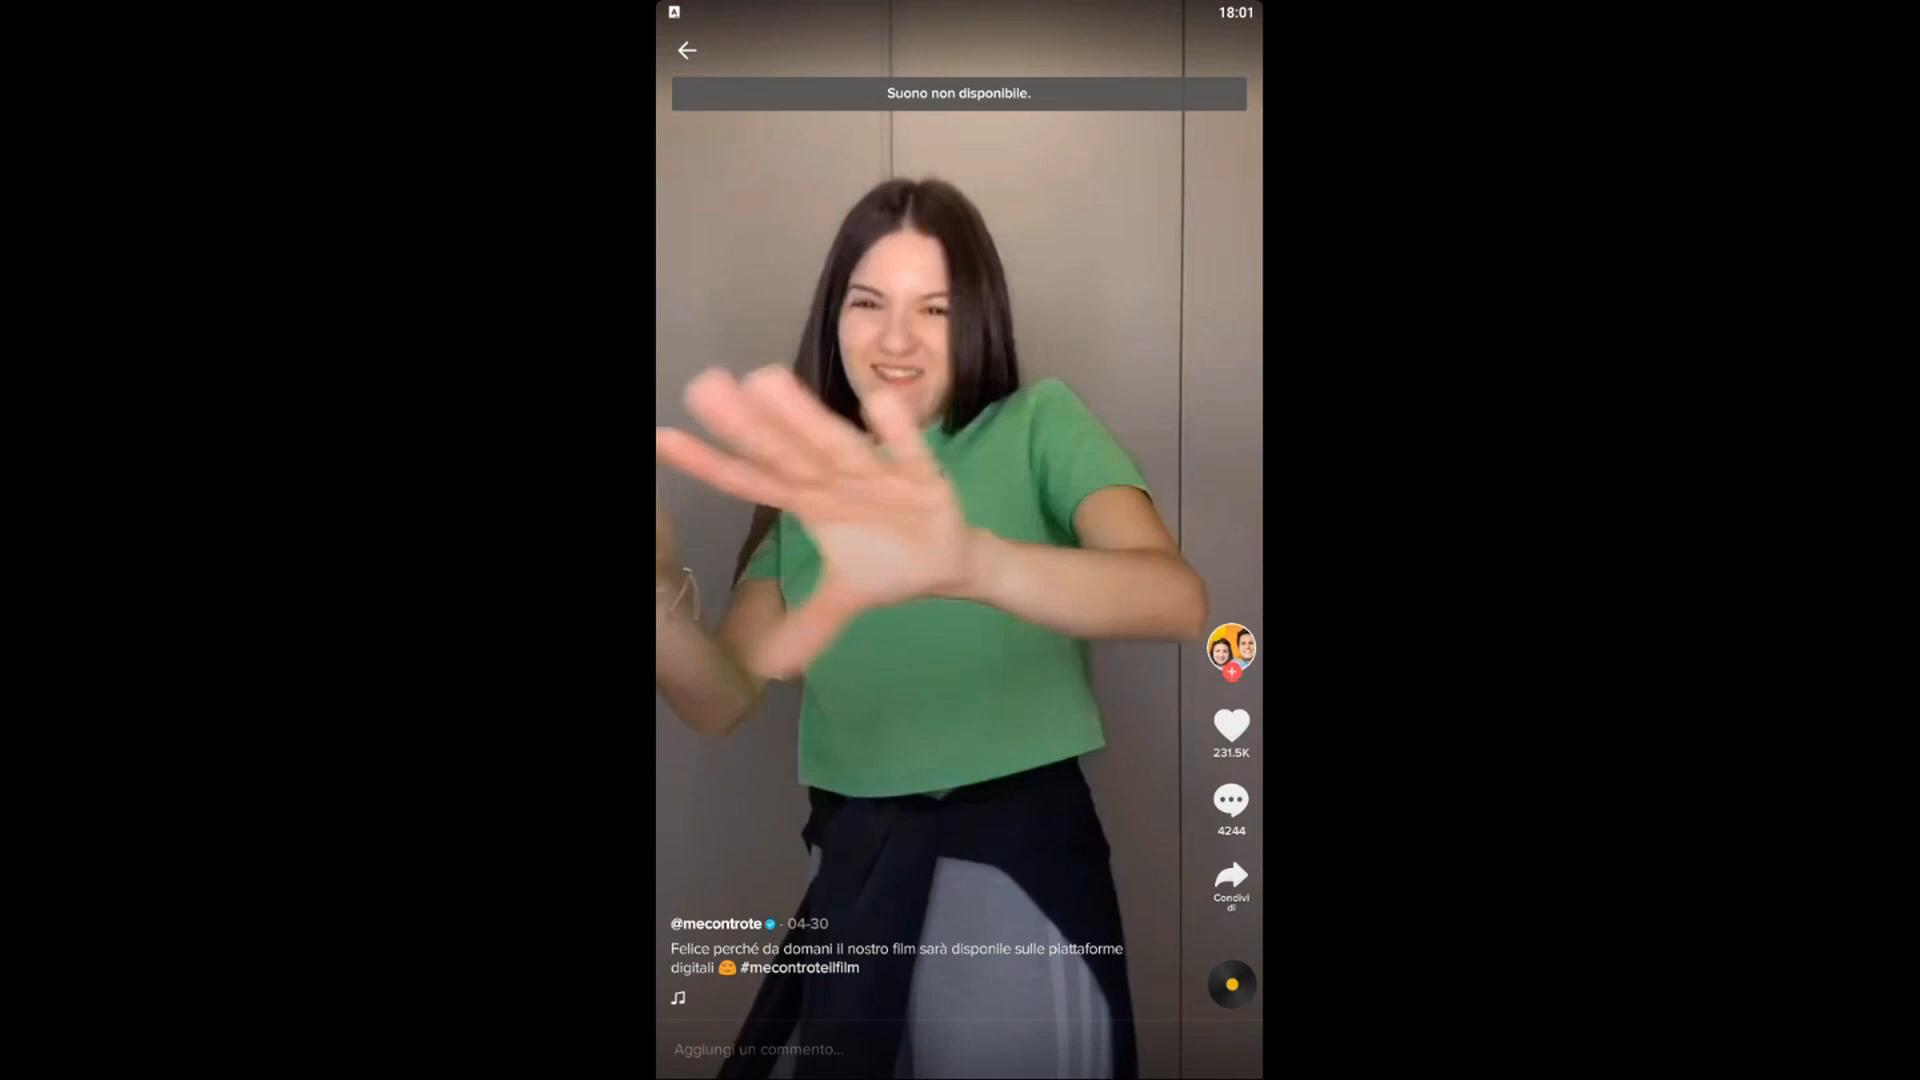 18:01
Suono non disponibile.
231.5K
4244
Condivi
di
@mecontrote · 04-30
Felice perché da domani il nostro film sarà disponile sulle piattaforme
digitali 😍 #mecontroteilfilm
Aggiungi un commento...